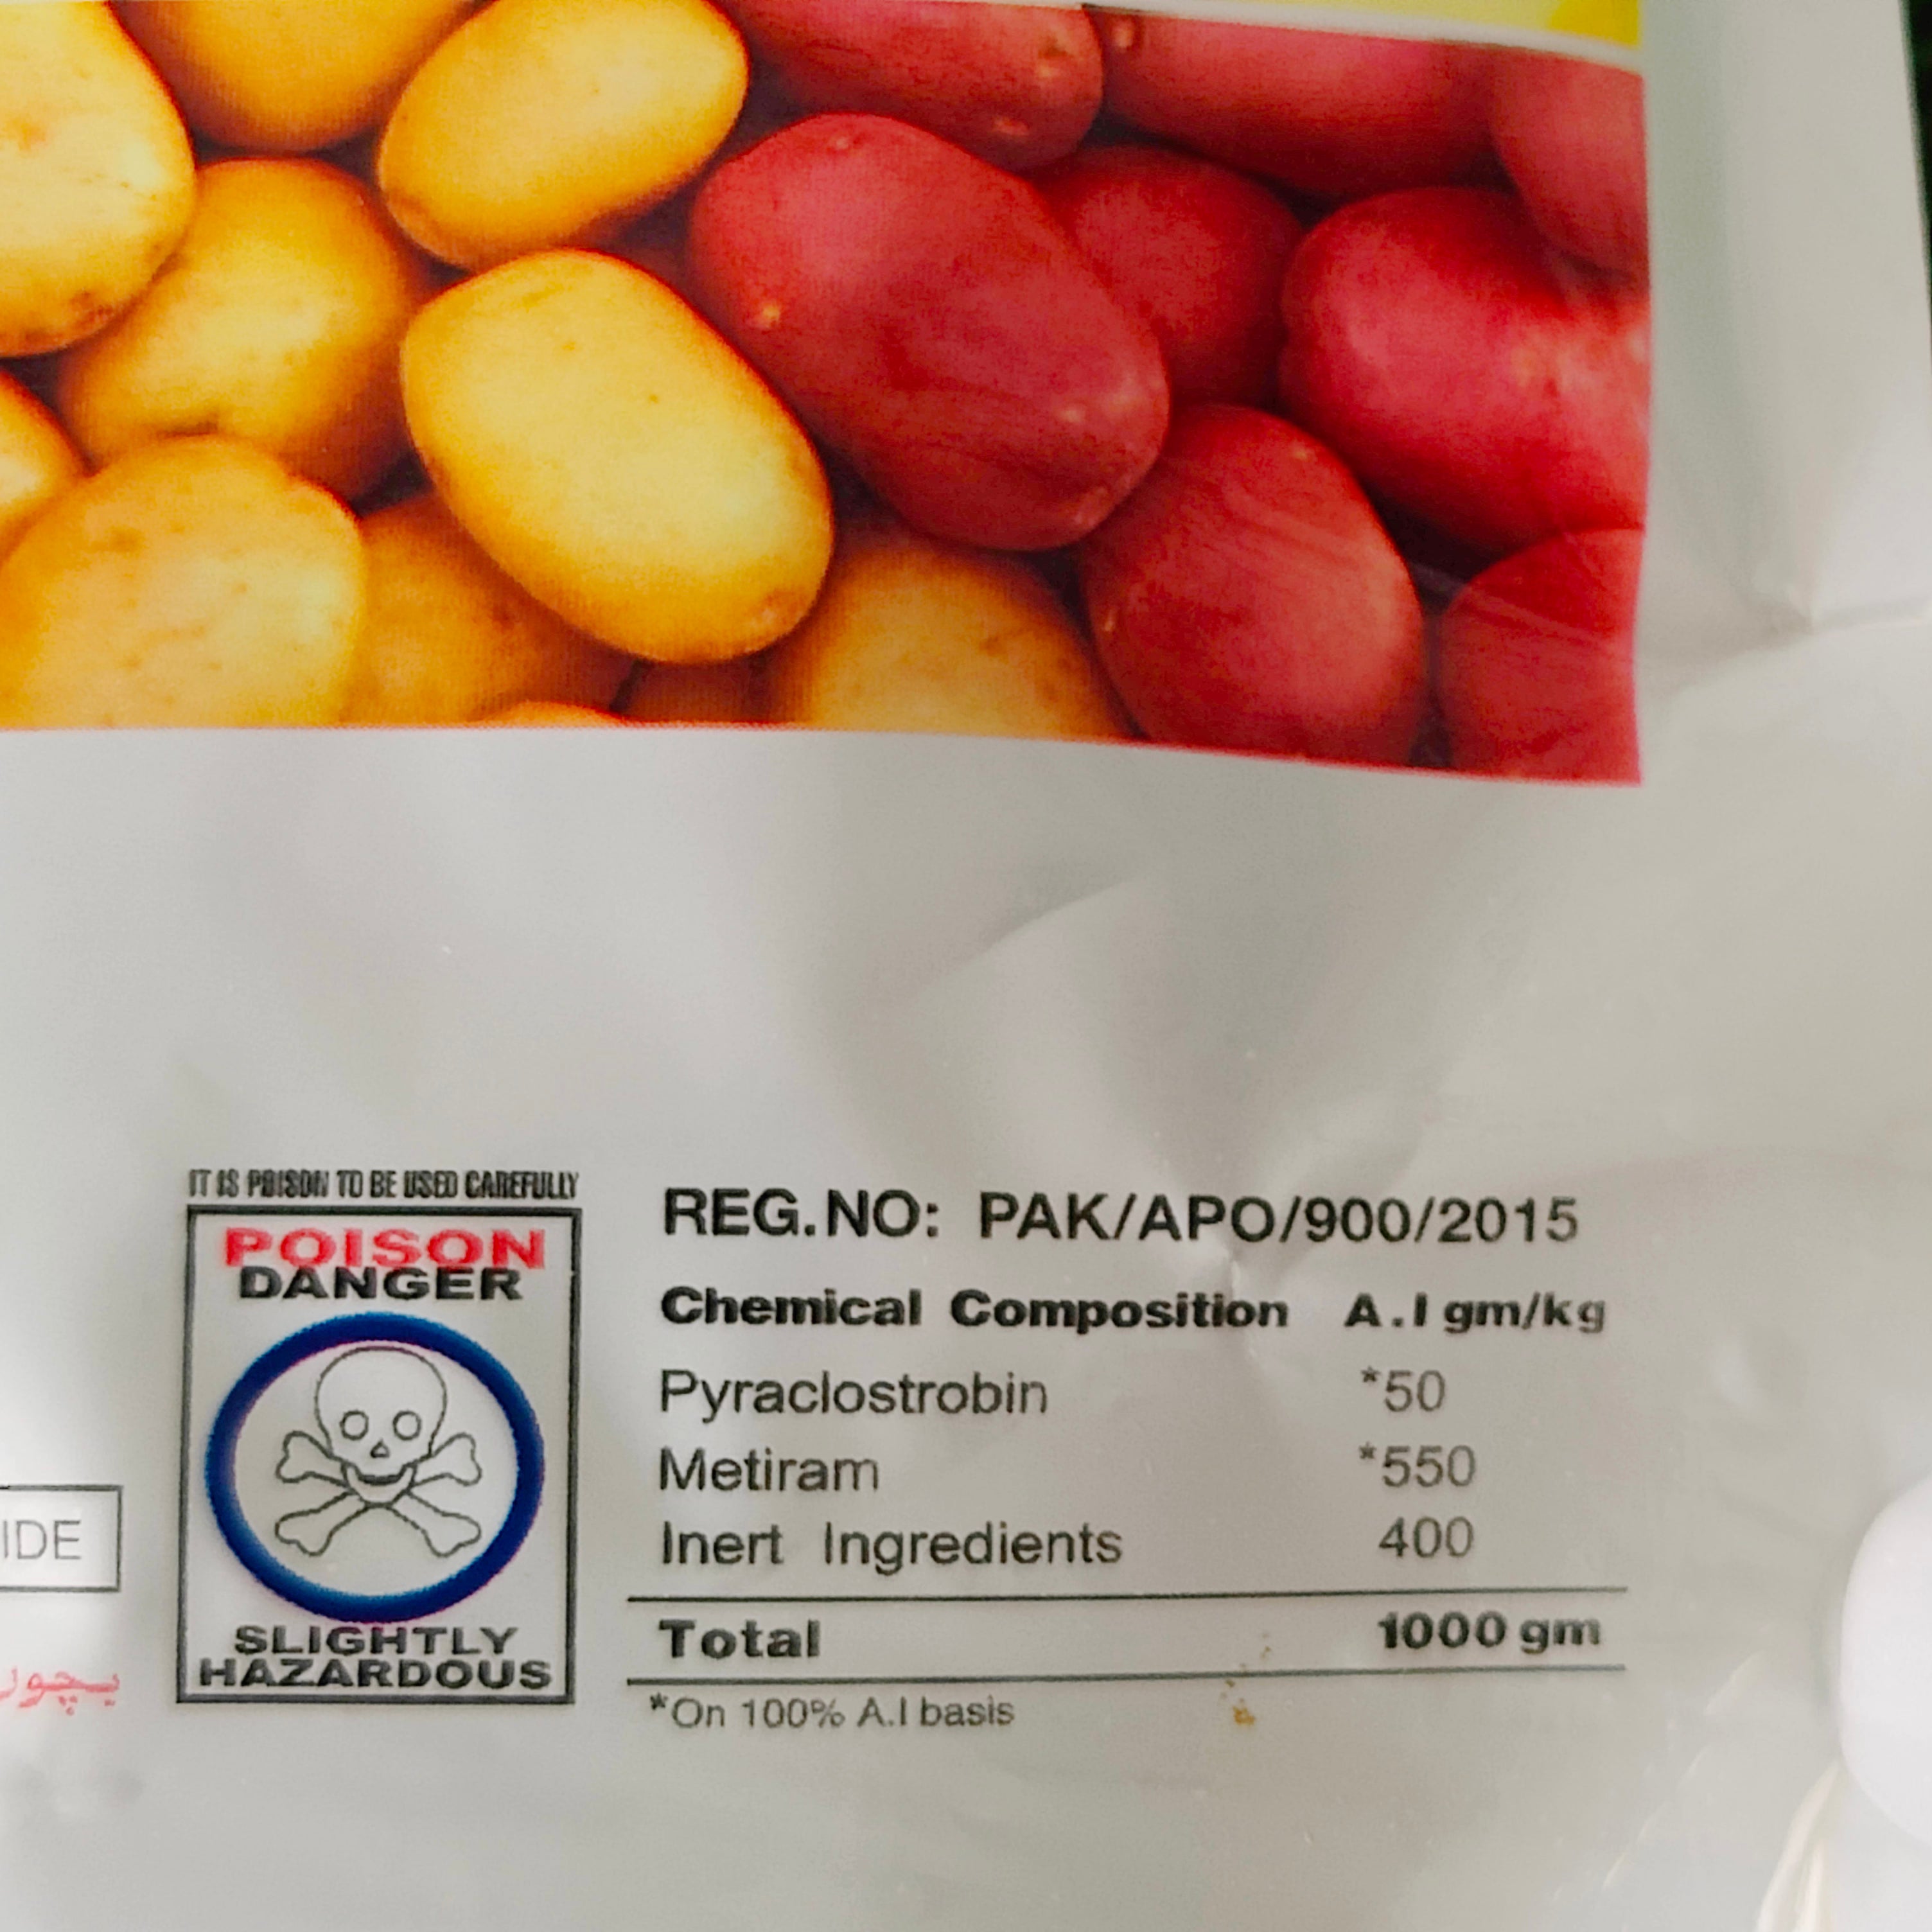 IT IS POISON TO BE USED CAREFULLY
POISON
DANGER
SLIGHTLY
HAZARDOUS
IDE
REG.NO: PAK/APO/900/2015
Chemical Composition A.I gm/kg
Pyraclostrobin *50
Metiram *550
Inert Ingredients 400
Total 1000 gm
*On 100% A.I basis